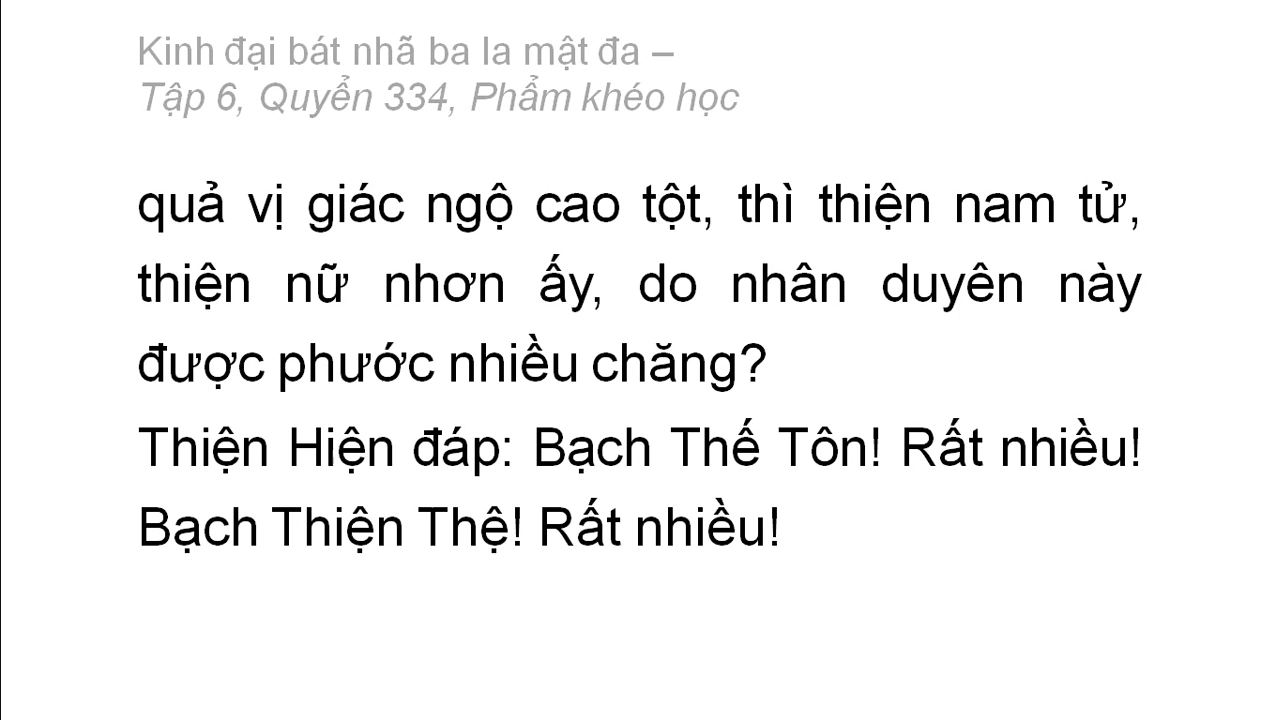 Kinh đại bát nhã ba la mật đa –
Tập 6, Quyển 334, Phẩm khéo học
quả vị giác ngộ cao tột, thì thiện nam tử,
thiện nữ nhơn ấy, do nhân duyên này
được phước nhiều chăng?
Thiện Hiện đáp: Bạch Thế Tôn! Rất nhiều!
Bạch Thiện Thệ! Rất nhiều!